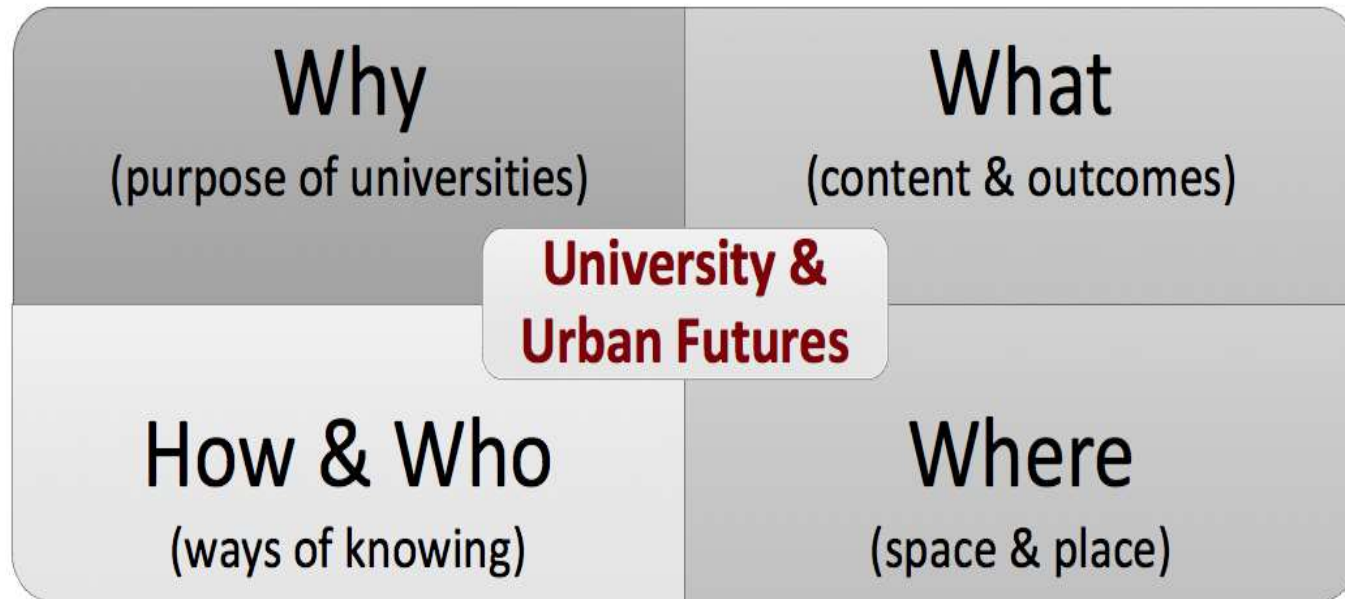 Why
(purpose of universities)
What
(content & outcomes)
University &
Urban Futures
How & Who
(ways of knowing)
Where
(space & place)